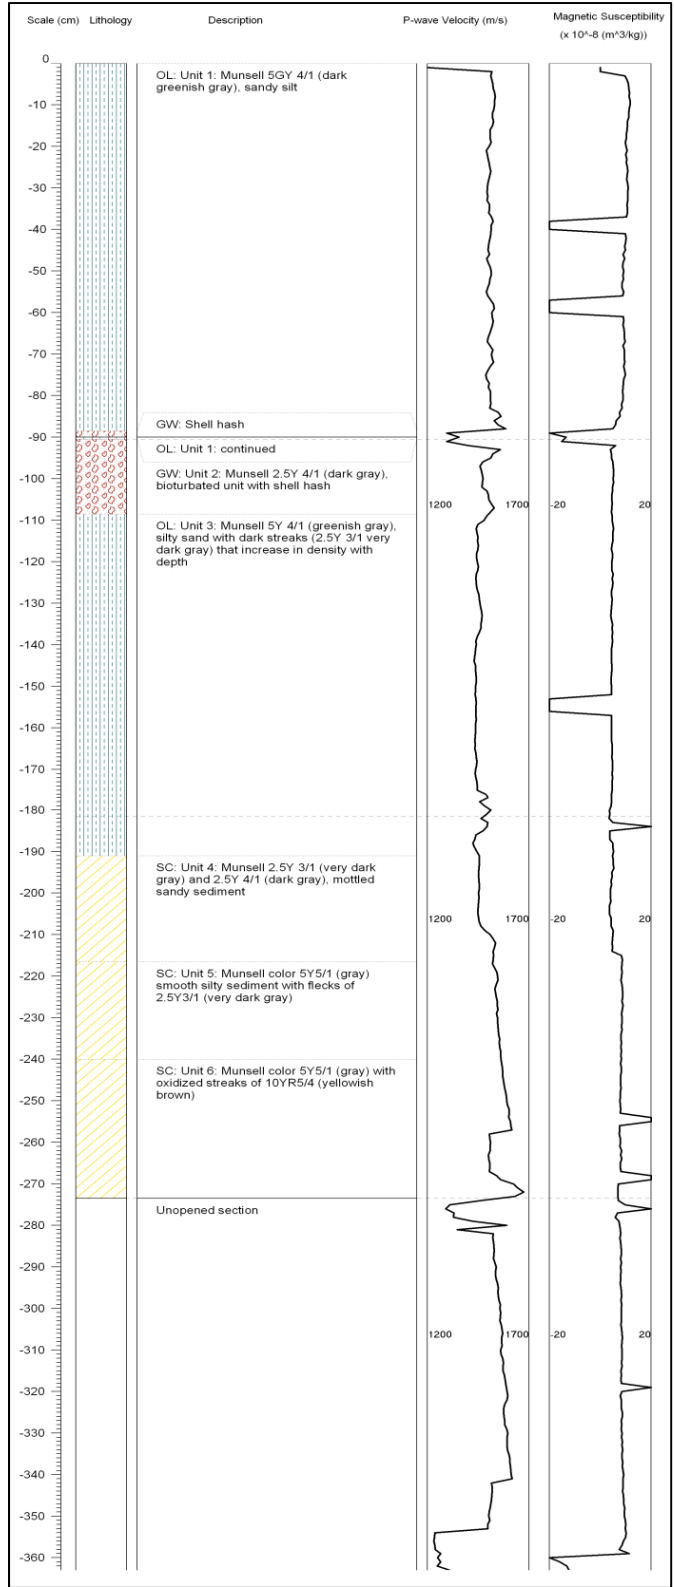 Scale (cm) Lithology Description P-wave Velocity (m/s) Magnetic Susceptibility
(x 10^-8 (m^3/kg))
0
OL: Unit 1: Munsell 5GY 4/1 (dark
greenish gray), sandy silt
-10
-20
-30
-40
-50
-60
-70
-80
GW: Shell hash
-90
OL: Unit 1: continued
-100
GW: Unit 2: Munsell 2.5Y 4/1 (dark gray),
bioturbated unit with shell hash
1200 1700 -20 20
-110
OL: Unit 3: Munsell 5Y 4/1 (greenish gray),
silty sand with dark streaks (2.5Y 3/1 very
dark gray) that increase in density with
depth
-120
-130
-140
-150
-160
-170
-180
-190
SC: Unit 4: Munsell 2.5Y 3/1 (very dark
gray) and 2.5Y 4/1 (dark gray), mottled
sandy sediment
-200
1200 1700 -20 20
-210
-220
SC: Unit 5: Munsell color 5Y5/1 (gray)
smooth silty sediment with flecks of
2.5Y3/1 (very dark gray)
-230
-240
SC: Unit 6: Munsell color 5Y5/1 (gray) with
oxidized streaks of 10YR5/4 (yellowish
brown)
-250
-260
-270
Unopened section
-280
-290
-300
1200 1700 -20 20
-310
-320
-330
-340
-350
-360